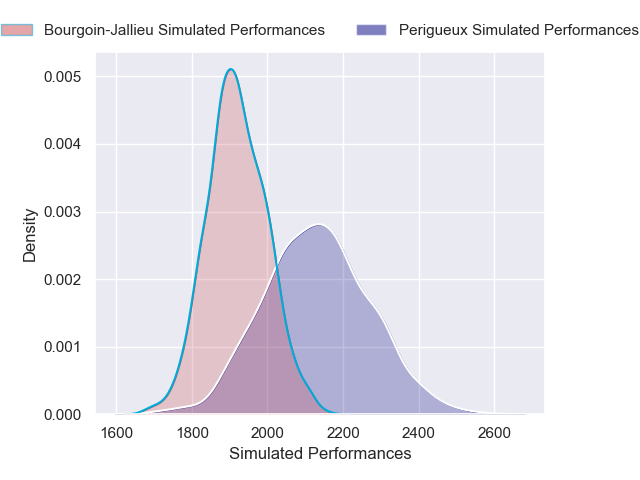 Bourgoin-Jallieu Simulated Performances Perigueux Simulated Performances
0.005
0.004
0.003
0.002
0.001
0.000
Density
1600 1800 2000 2200 2400 2600
Simulated Performances